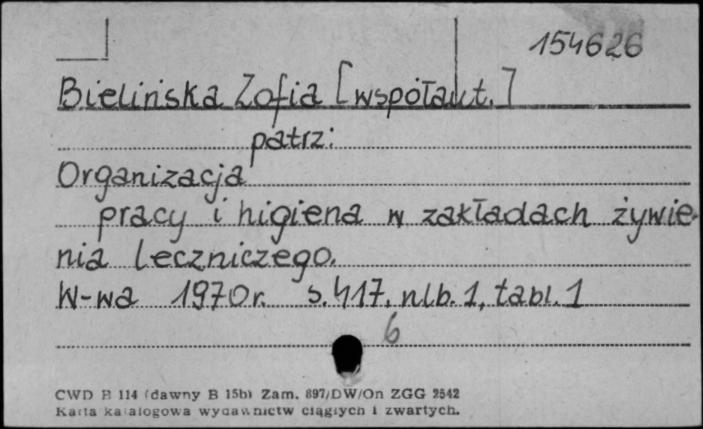 154626
Bielińska Zofia [współaut.]
patrz:
Organizacja
pracy i higiena w zakładach żywie-
nia leczniczego.
W-wa 1970r. s.417, nlb.1, tabl.1
6
CWD B 114 (dawny B 15b) Zam. 897/DW/On ZGG 2542
Karta katalogowa wydawnictw ciągłych i zwartych.